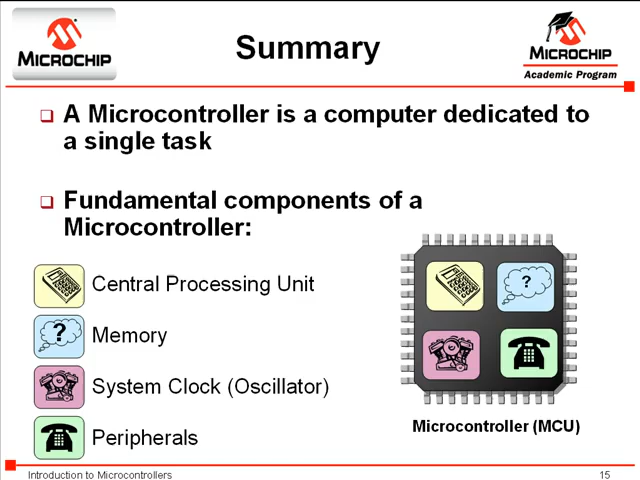 MICROCHIP
Summary
MICROCHIP
Academic Program
A Microcontroller is a computer dedicated to
a single task
Fundamental components of a
Microcontroller:
Central Processing Unit
?
Memory
System Clock (Oscillator)
Peripherals
?
Microcontroller (MCU)
Introduction to Microcontrollers
15